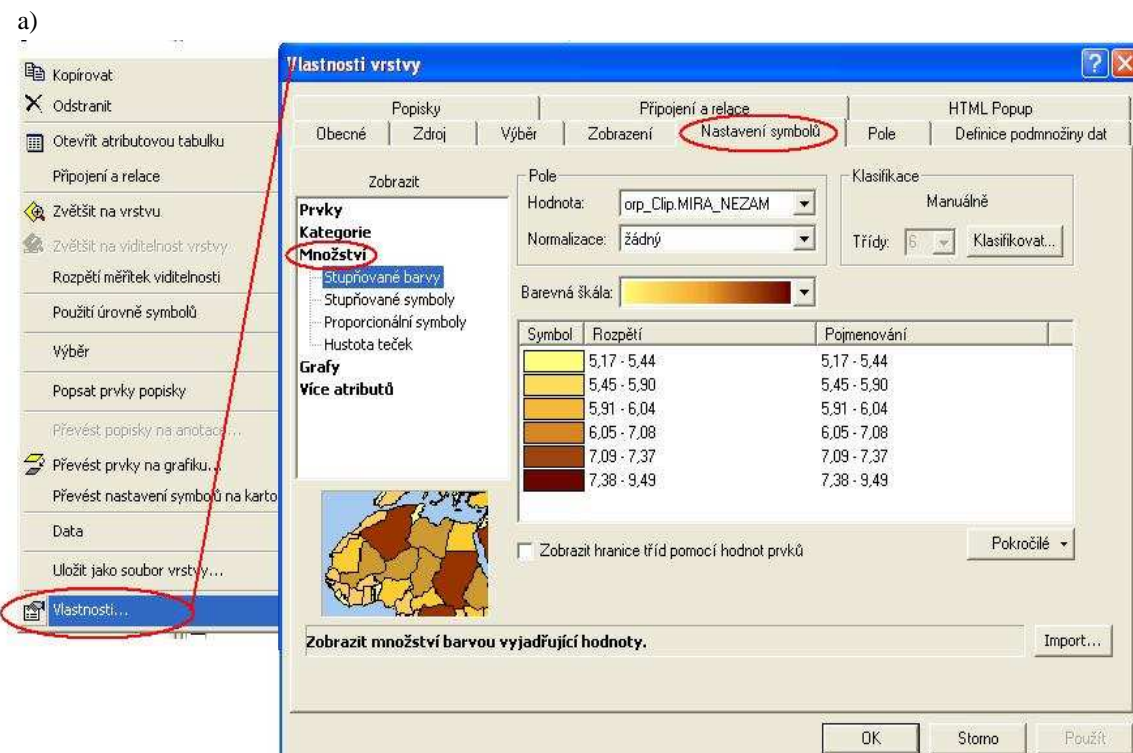 a)
Kopírovat
Odstranit
Otevřít atributovou tabulku
Připojení a relace
Zvětšit na vrstvu
Zvětšit na viditelnost vrstvy
Rozpětí měřítek viditelnosti
Použití úrovně symbolů
Výběr
Popsat prvky popisky
Převést popisky na anotace...
Převést prvky na grafiku...
Převést nastavení symbolů na karto
Data
Uložit jako soubor vrstvy...
Vlastnosti...
Vlastnosti vrstvy
Popisky Připojení a relace HTML Popup
Obecné Zdroj Výběr Zobrazení Nastavení symbolů Pole Definice podmnožiny dat
Zobrazit
Prvky
Kategorie
Množství
Stupňované barvy
Stupňované symboly
Proporcionální symboly
Hustota teček
Grafy
Více atributů
Pole
Hodnota: orp_Clip.MIRA_NEZAM
Normalizace: žádný
Klasifikace
Manuálně
Třídy: 6 Klasifikovat...
Barevná škála:
Symbol Rozpětí Pojmenování
5,17 - 5,44 5,17 - 5,44
5,45 - 5,90 5,45 - 5,90
5,91 - 6,04 5,91 - 6,04
6,05 - 7,08 6,05 - 7,08
7,09 - 7,37 7,09 - 7,37
7,38 - 9,49 7,38 - 9,49
Zobrazit hranice tříd pomocí hodnot prvků
Pokročilé
Zobrazit množství barvou vyjadřující hodnoty.
Import...
OK Storno Použít